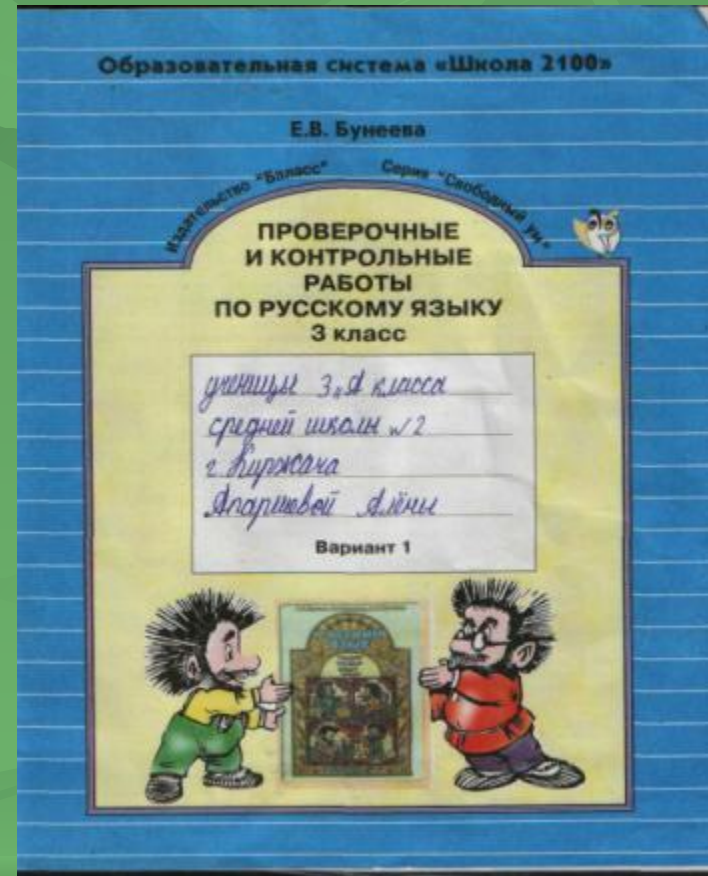 Образовательная система «Школа 2100»
Е.В. Бунеева
Издательство "Баласс" Серия "Свободный ум"
ПРОВЕРОЧНЫЕ
И КОНТРОЛЬНЫЕ
РАБОТЫ
ПО РУССКОМУ ЯЗЫКУ
3 класс
ученицы 3„А класса
средней школы №2
г. Киржача
Апаршевой Алёны
Вариант 1